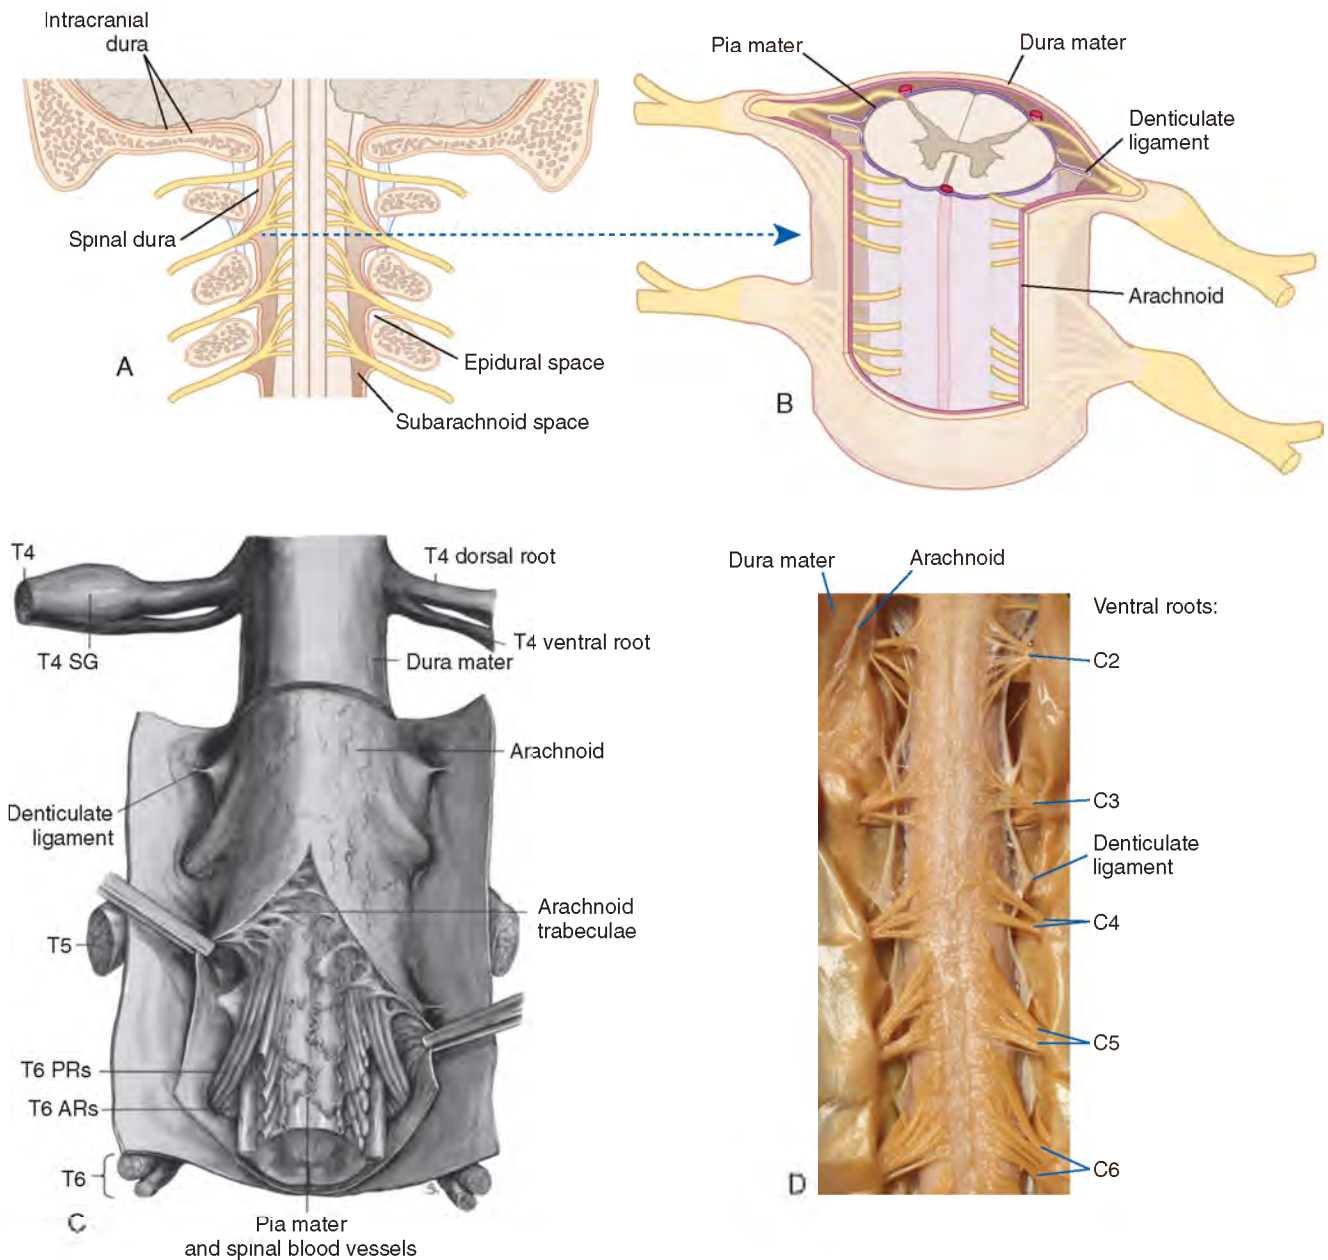 Intracranial
dura
Spinal dura
Epidural space
Subarachnoid space
A
Pia mater
Dura mater
Denticulate
ligament
Arachnoid
B
T4
T4 SG
T4 dorsal root
T4 ventral root
Dura mater
Arachnoid
Denticulate
ligament
Arachnoid
trabeculae
T5
T6 PRs
T6 ARs
T6
C
Pia mater
and spinal blood vessels
Dura mater
Arachnoid
Ventral roots:
C2
C3
Denticulate
ligament
C4
C5
C6
D